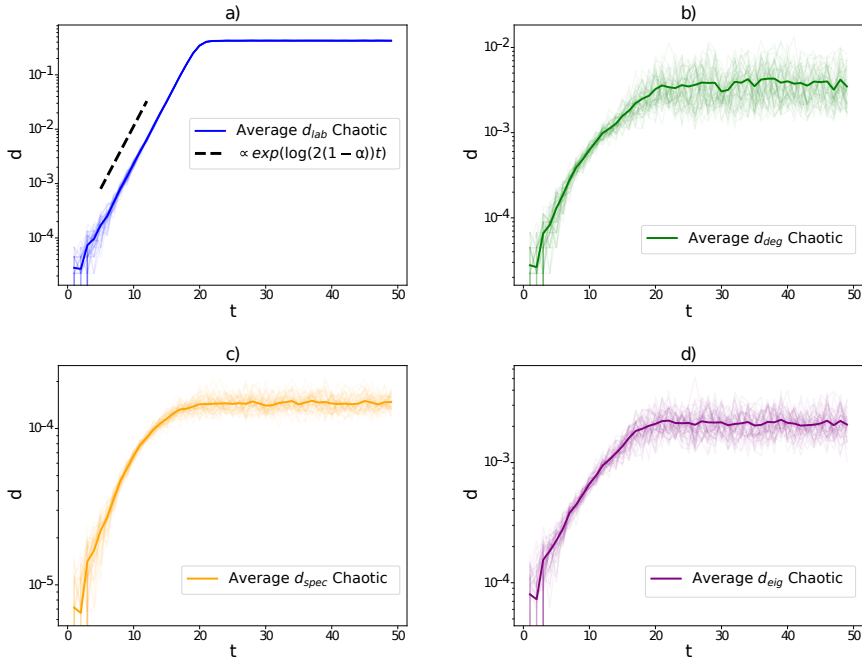 a)
10⁻¹
10⁻²
10⁻³
10⁻⁴
d
Average d_lab Chaotic
∝ exp(log(2(1 − α))t)
0 10 20 30 40 50
t
b)
10⁻²
10⁻³
10⁻⁴
d
Average d_deg Chaotic
0 10 20 30 40 50
t
c)
10⁻⁴
10⁻⁵
d
Average d_spec Chaotic
0 10 20 30 40 50
t
d)
10⁻³
10⁻⁴
d
Average d_eig Chaotic
0 10 20 30 40 50
t